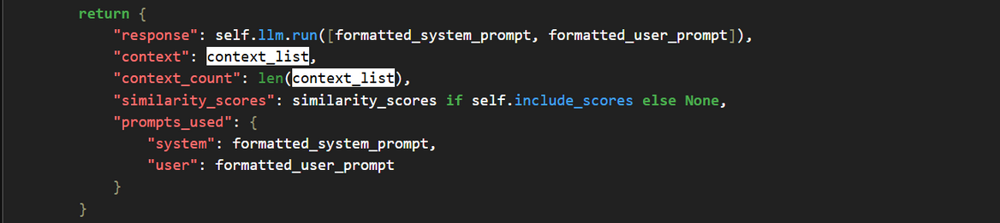 return {
    "response": self.llm.run([formatted_system_prompt, formatted_user_prompt]),
    "context": context_list,
    "context_count": len(context_list),
    "similarity_scores": similarity_scores if self.include_scores else None,
    "prompts_used": {
        "system": formatted_system_prompt,
        "user": formatted_user_prompt
    }
}